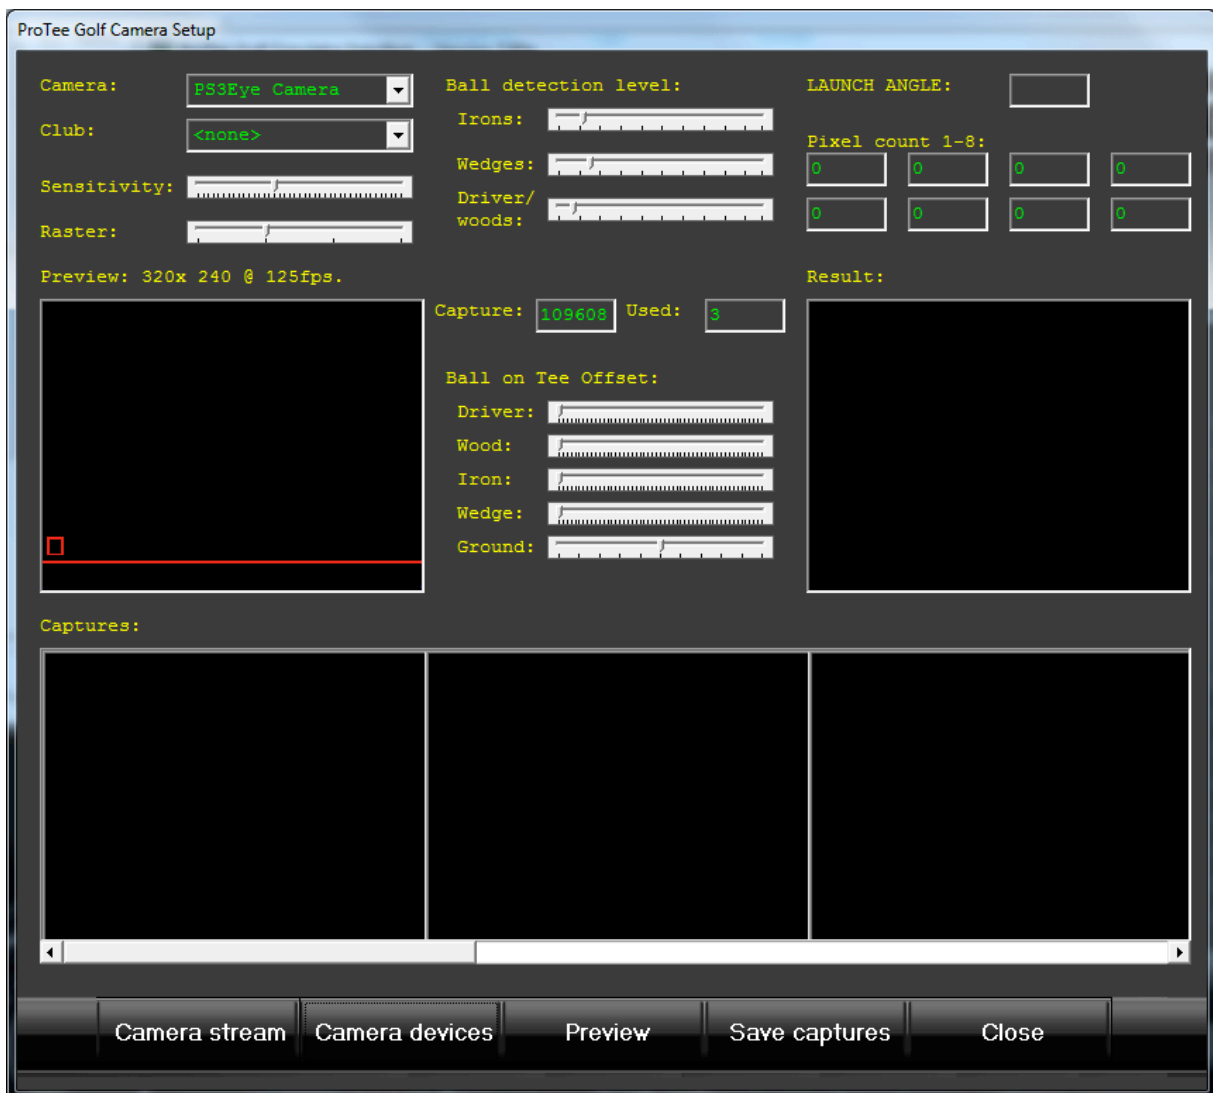 ProTee Golf Camera Setup
Camera: PS3Eye Camera
Club: <none>
Sensitivity:
Raster:
Ball detection level:
Irons:
Wedges:
Driver/
woods:
LAUNCH ANGLE:
Pixel count 1-8:
0 0 0 0
0 0 0 0
Preview: 320x 240 @ 125fps.
Capture: 109608 Used: 3
Ball on Tee Offset:
Driver:
Wood:
Iron:
Wedge:
Ground:
Result:
Captures:
Camera stream Camera devices Preview Save captures Close